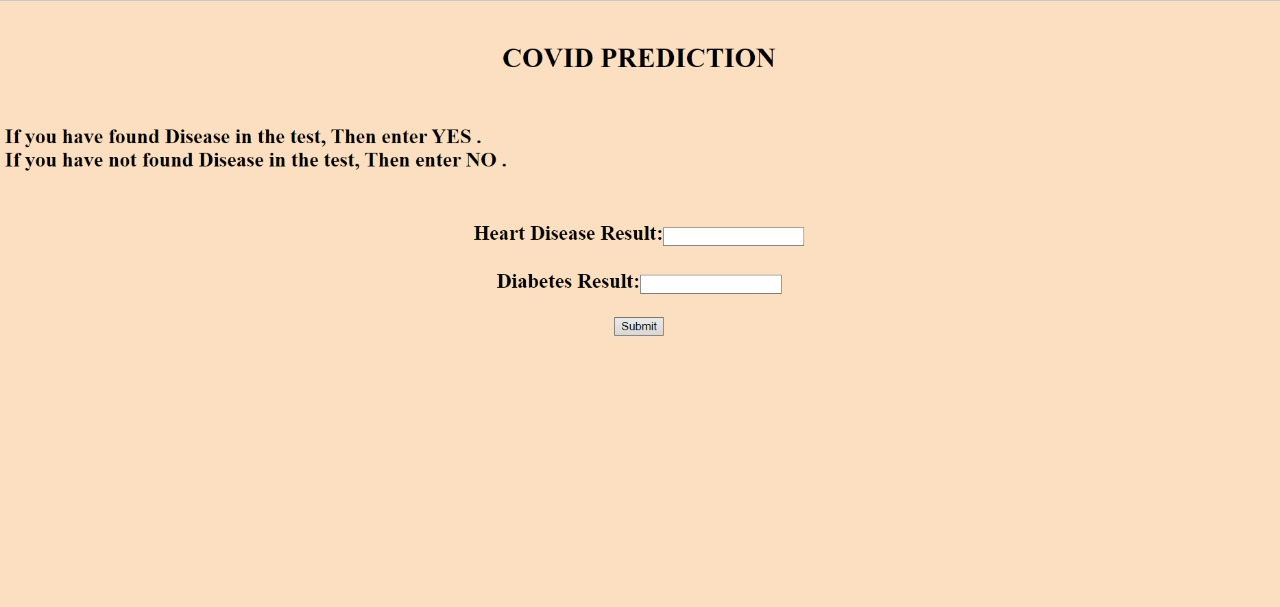 COVID PREDICTION
If you have found Disease in the test, Then enter YES .
If you have not found Disease in the test, Then enter NO .
Heart Disease Result:
Diabetes Result:
Submit